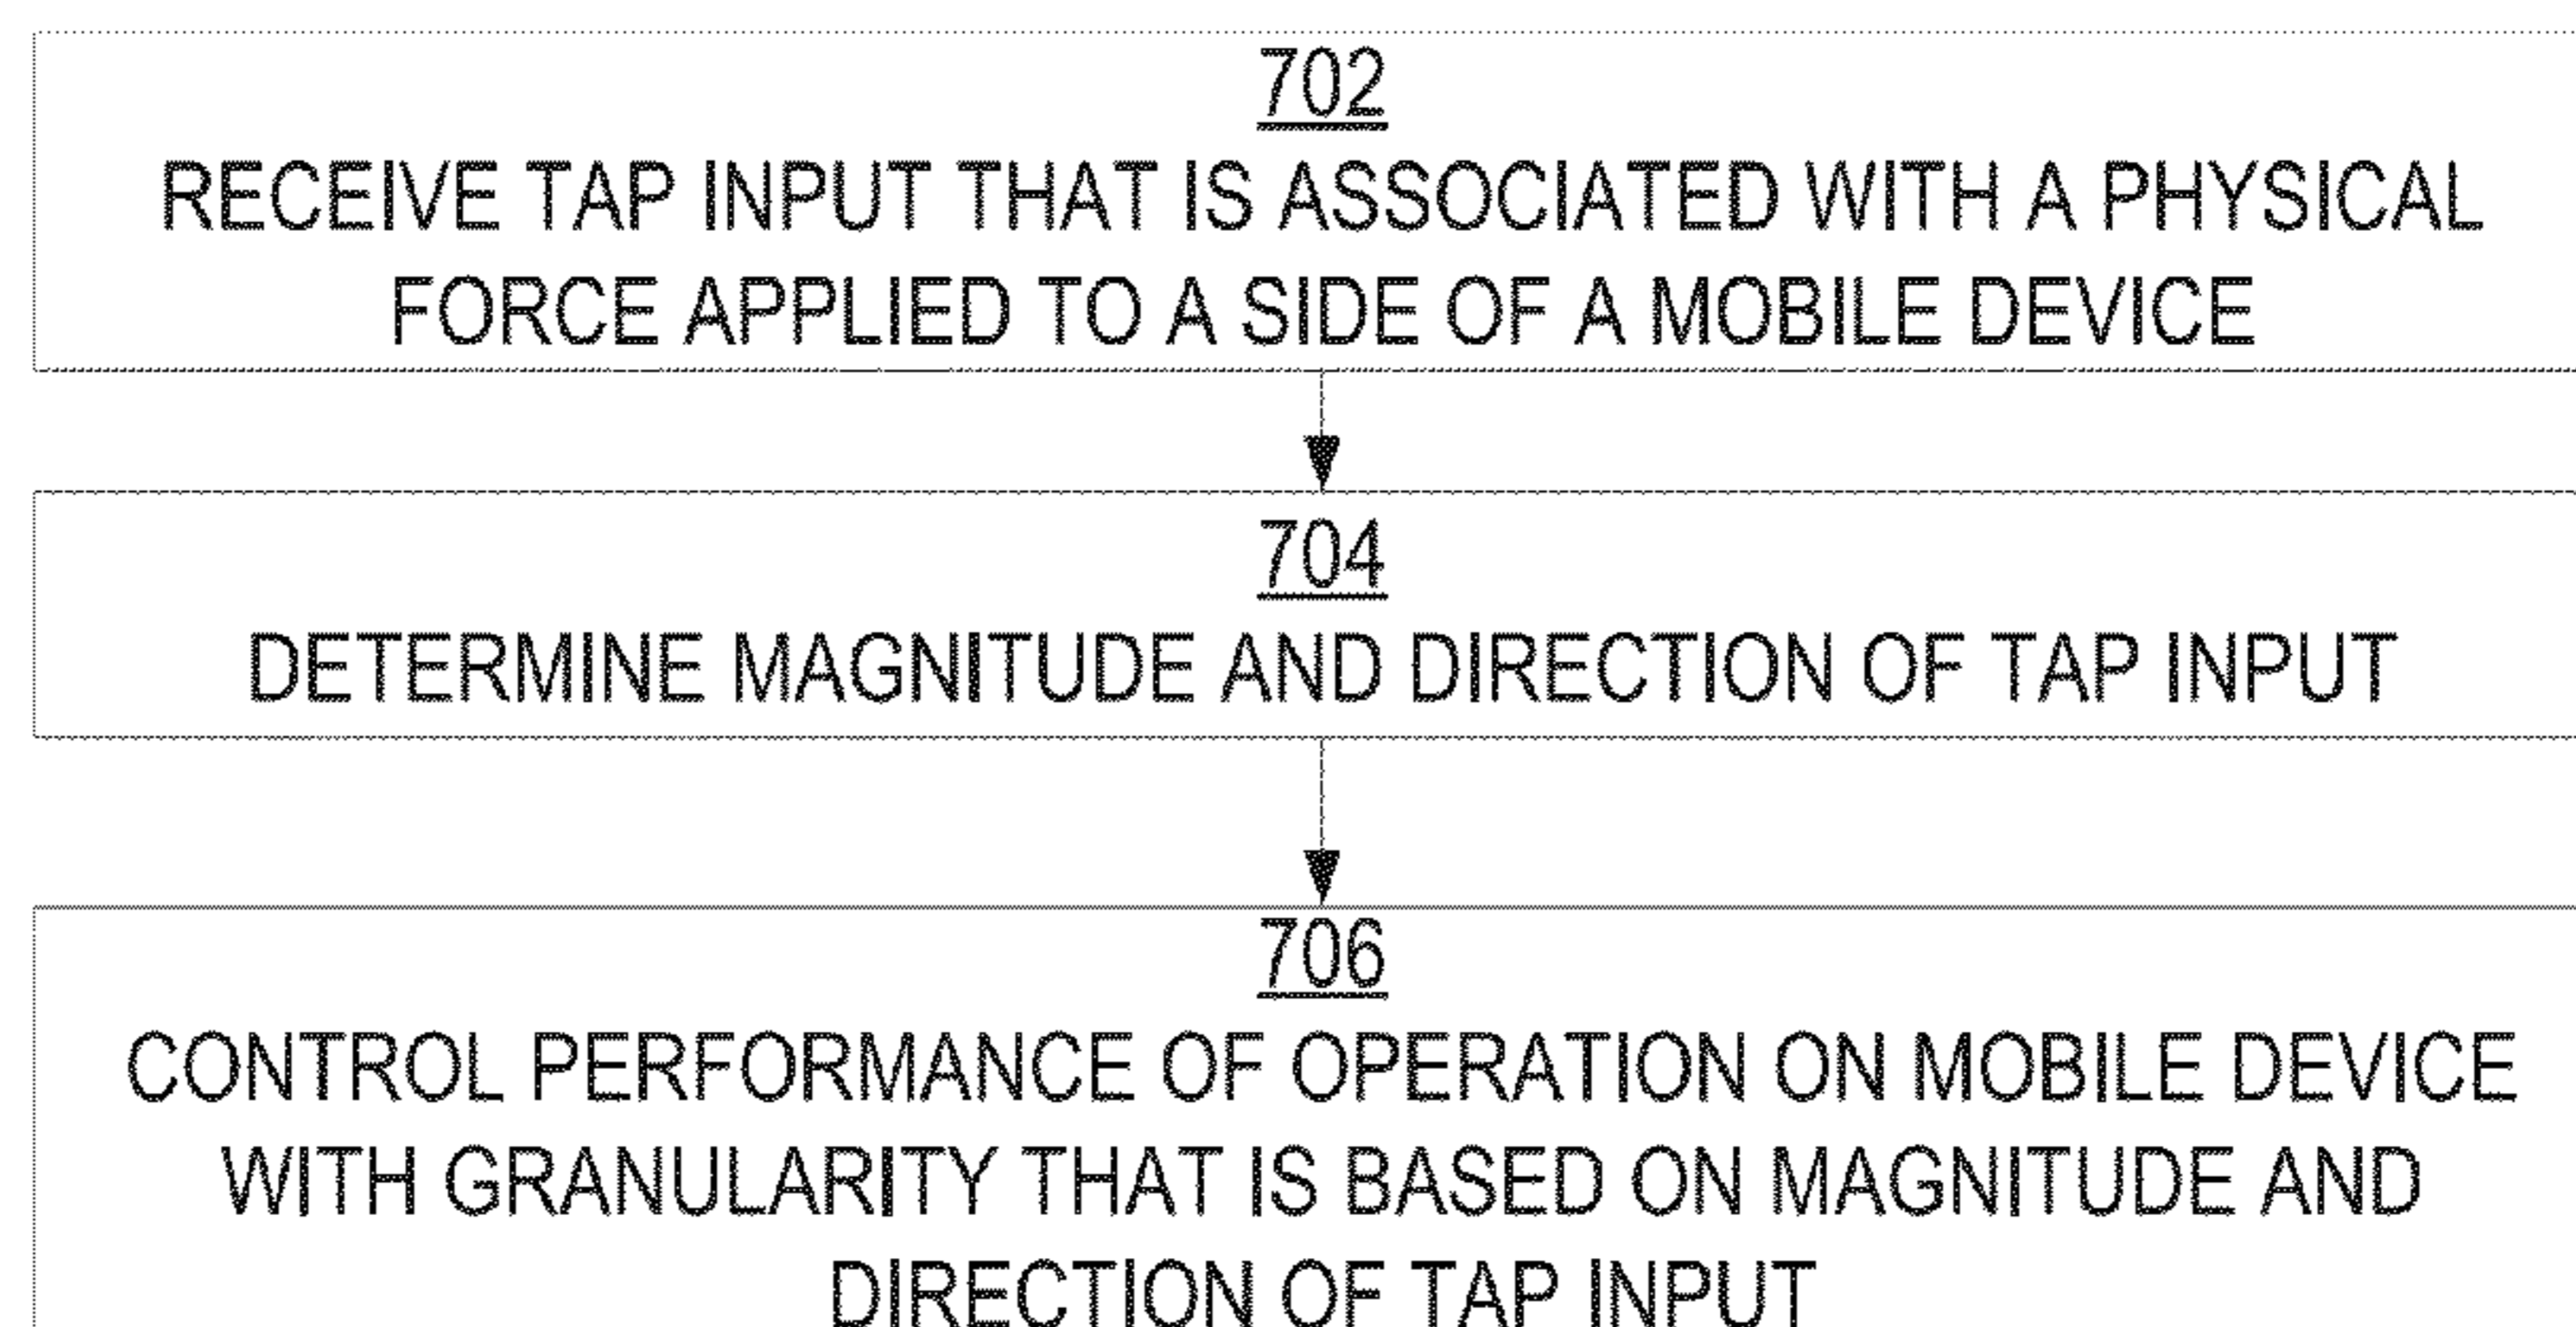 702
RECEIVE TAP INPUT THAT IS ASSOCIATED WITH A PHYSICAL
FORCE APPLIED TO A SIDE OF A MOBILE DEVICE
704
DETERMINE MAGNITUDE AND DIRECTION OF TAP INPUT
706
CONTROL PERFORMANCE OF OPERATION ON MOBILE DEVICE
WITH GRANULARITY THAT IS BASED ON MAGNITUDE AND
DIRECTION OF TAP INPUT